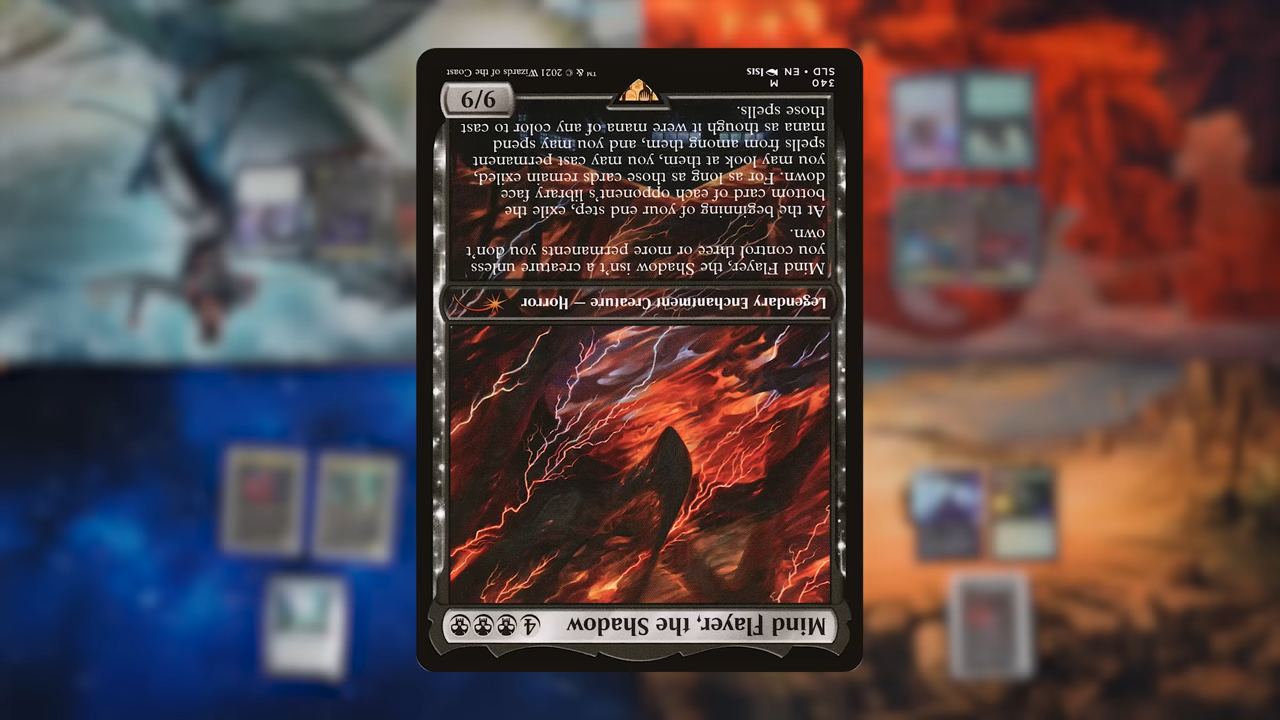 Mind Flayer, the Shadow 4
Legendary Enchantment Creature — Horror
Mind Flayer, the Shadow isn't a creature unless
you control three or more permanents you don't
own.
At the beginning of your end step, exile the
bottom card of each opponent's library face
down. For as long as those cards remain exiled,
you may look at them, you may cast permanent
spells from among them, and you may spend
mana as though it were mana of any color to cast
those spells.
9/9
340 M
SLD • EN Isis
™ & © 2021 Wizards of the Coast